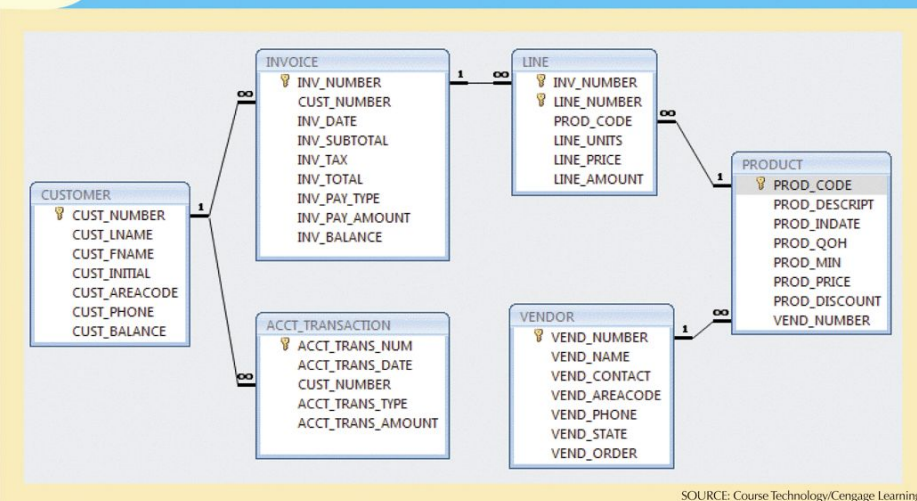 INVOICE
INV_NUMBER
CUST_NUMBER
INV_DATE
INV_SUBTOTAL
INV_TAX
INV_TOTAL
INV_PAY_TYPE
INV_PAY_AMOUNT
INV_BALANCE
1
∞
LINE
INV_NUMBER
LINE_NUMBER
PROD_CODE
LINE_UNITS
LINE_PRICE
LINE_AMOUNT
∞
∞
1
PRODUCT
PROD_CODE
PROD_DESCRIPT
PROD_INDATE
PROD_QOH
PROD_MIN
PROD_PRICE
PROD_DISCOUNT
VEND_NUMBER
CUSTOMER
CUST_NUMBER
CUST_LNAME
CUST_FNAME
CUST_INITIAL
CUST_AREACODE
CUST_PHONE
CUST_BALANCE
1
∞
ACCT_TRANSACTION
ACCT_TRANS_NUM
ACCT_TRANS_DATE
CUST_NUMBER
ACCT_TRANS_TYPE
ACCT_TRANS_AMOUNT
VENDOR
VEND_NUMBER
VEND_NAME
VEND_CONTACT
VEND_AREACODE
VEND_PHONE
VEND_STATE
VEND_ORDER
1
∞
SOURCE: Course Technology/Cengage Learning